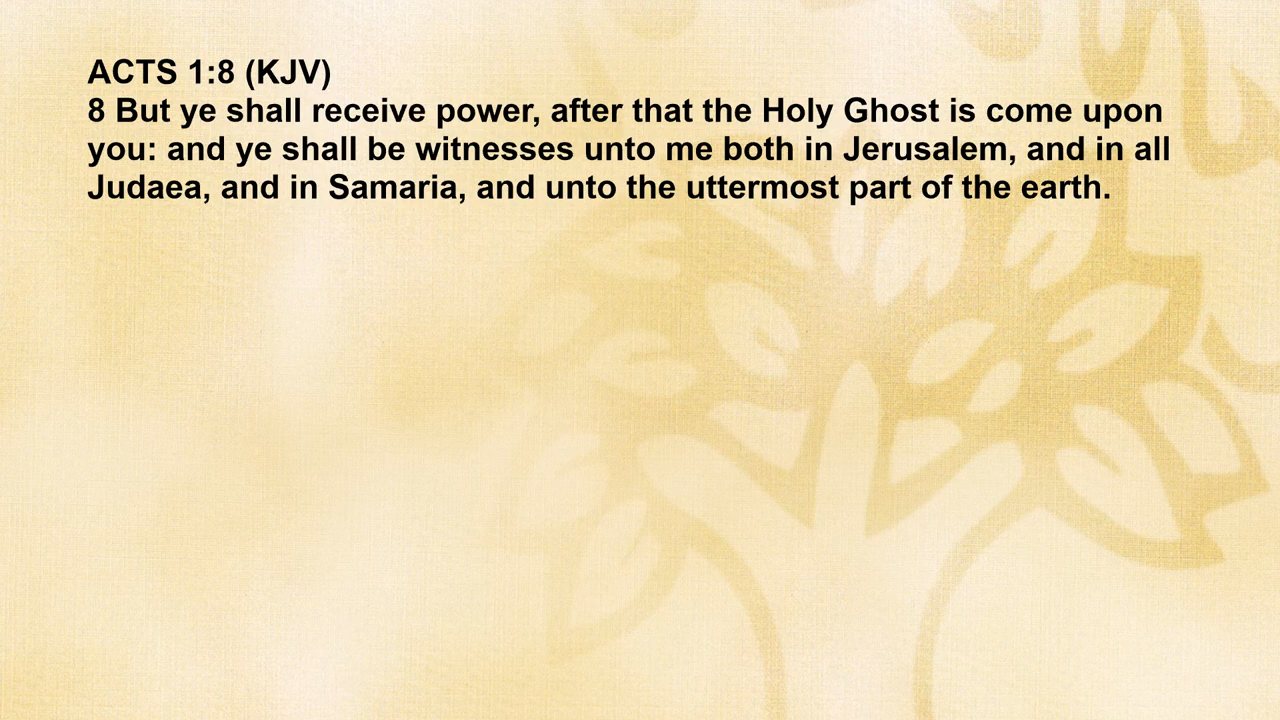 ACTS 1:8 (KJV)
8 But ye shall receive power, after that the Holy Ghost is come upon
you: and ye shall be witnesses unto me both in Jerusalem, and in all
Judaea, and in Samaria, and unto the uttermost part of the earth.